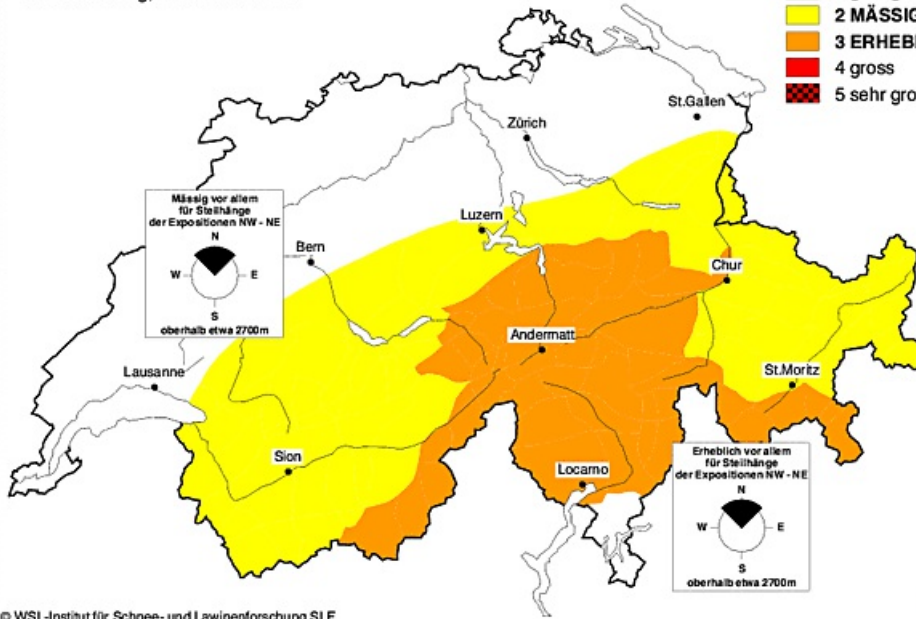 2 MÄSSIG
3 ERHEB
4 gross
5 sehr gro
St.Gallen
Zürich
Mässig vor allem
für Steilhänge
der Expositionen NW - NE
N
W E
S
oberhalb etwa 2700m
Luzern
Bern
Chur
Andermatt
Lausanne
St.Moritz
Sion
Locarno
Erheblich vor allem
für Steilhänge
der Expositionen NW - NE
N
W E
S
oberhalb etwa 2700m
© WSL-Institut für Schnee- und Lawinenforschung SLF